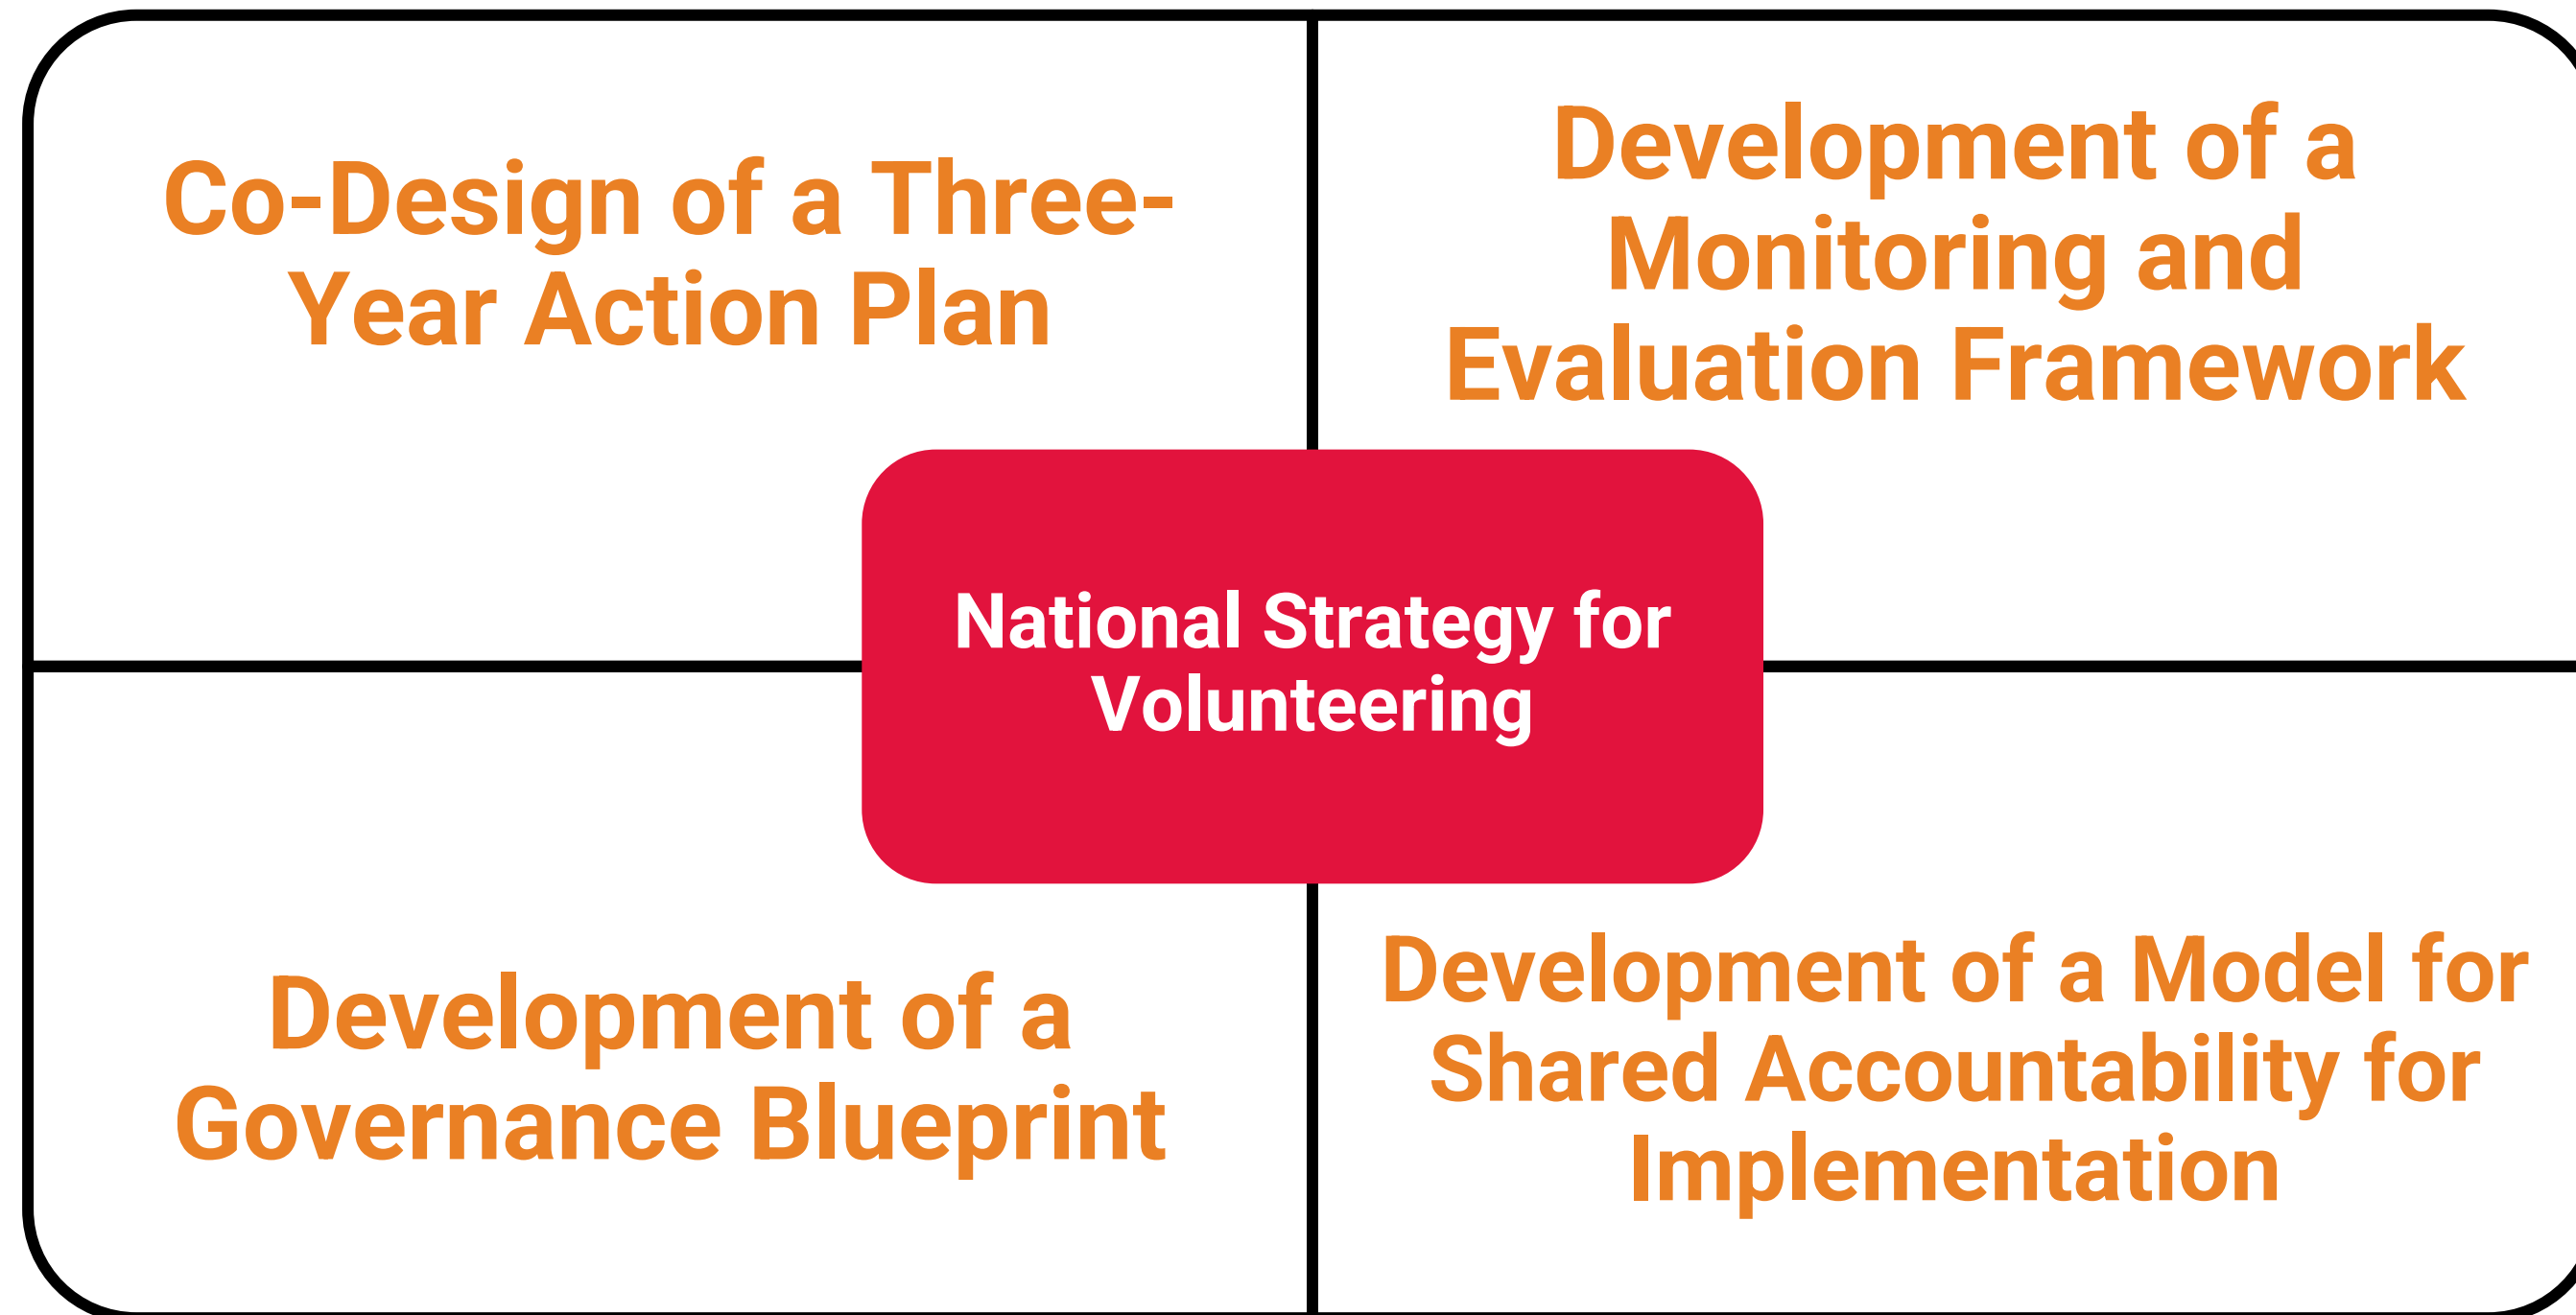 Co-Design of a Three-
Year Action Plan
Development of a
Monitoring and
Evaluation Framework
National Strategy for
Volunteering
Development of a
Governance Blueprint
Development of a Model for
Shared Accountability for
Implementation